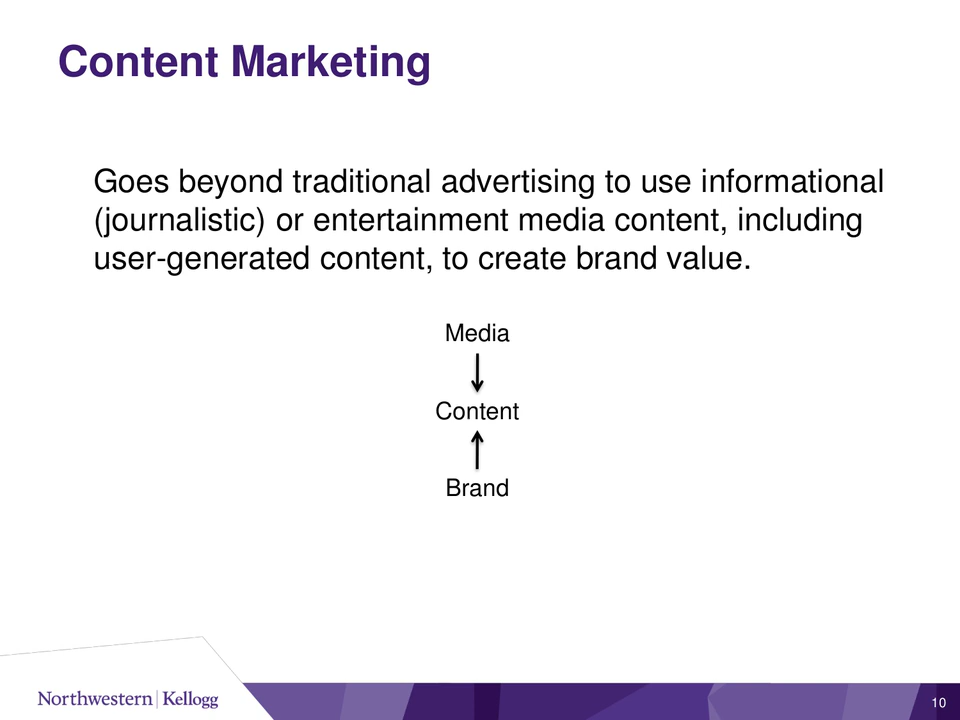 Content Marketing
Goes beyond traditional advertising to use informational
(journalistic) or entertainment media content, including
user-generated content, to create brand value.
Media
Content
Brand
Northwestern | Kellogg
10